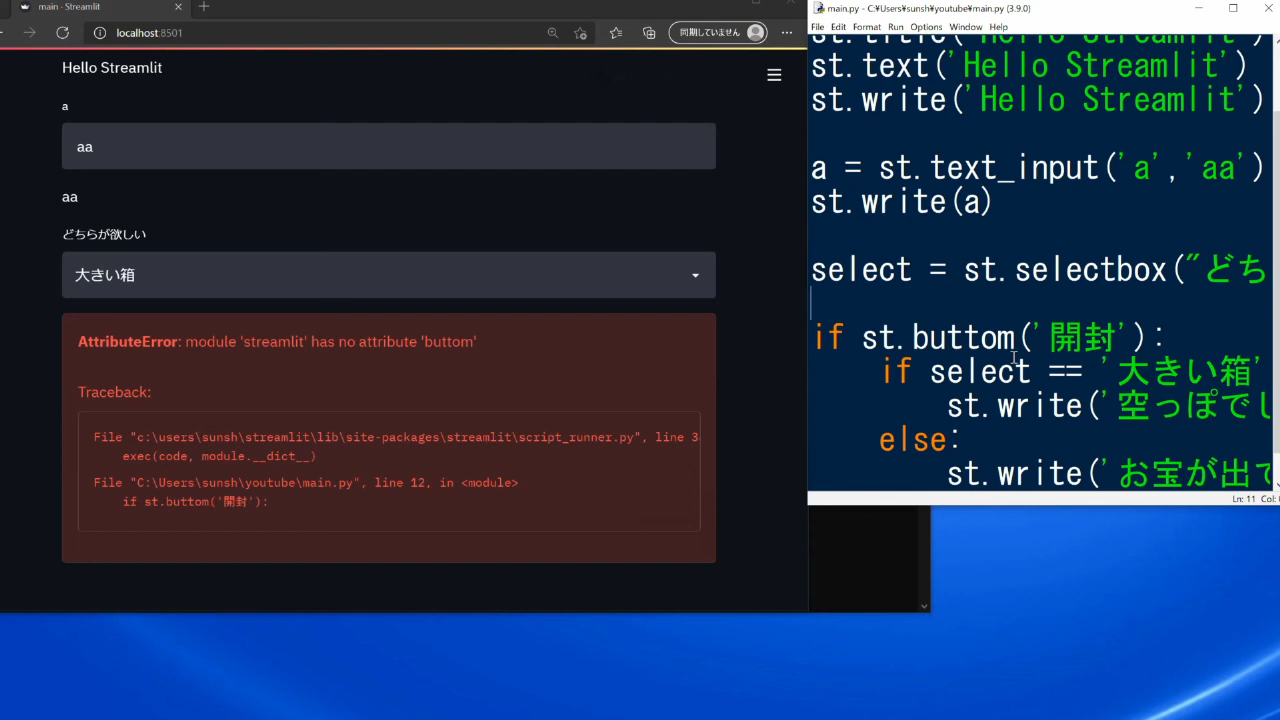 main - Streamlit
localhost:8501
同期していません
Hello Streamlit
a
aa
aa
どちらが欲しい
大きい箱
AttributeError: module 'streamlit' has no attribute 'buttom'
Traceback:
File "c:\users\sunsh\streamlit\lib\site-packages\streamlit\script_runner.py", line 3
exec(code, module.__dict__)
File "C:\Users\sunsh\youtube\main.py", line 12, in <module>
if st.buttom('開封'):
main.py - C:¥Users¥sunsh¥youtube¥main.py (3.9.0)
File Edit Format Run Options Window Help
st.title('Hello Streamlit')
st.text('Hello Streamlit')
st.write('Hello Streamlit')
a = st.text_input('a','aa')
st.write(a)
select = st.selectbox("どち
if st.buttom('開封'):
if select == '大きい箱'
st.write('空っぽでし
else:
st.write('お宝が出て
Ln: 11 Col: